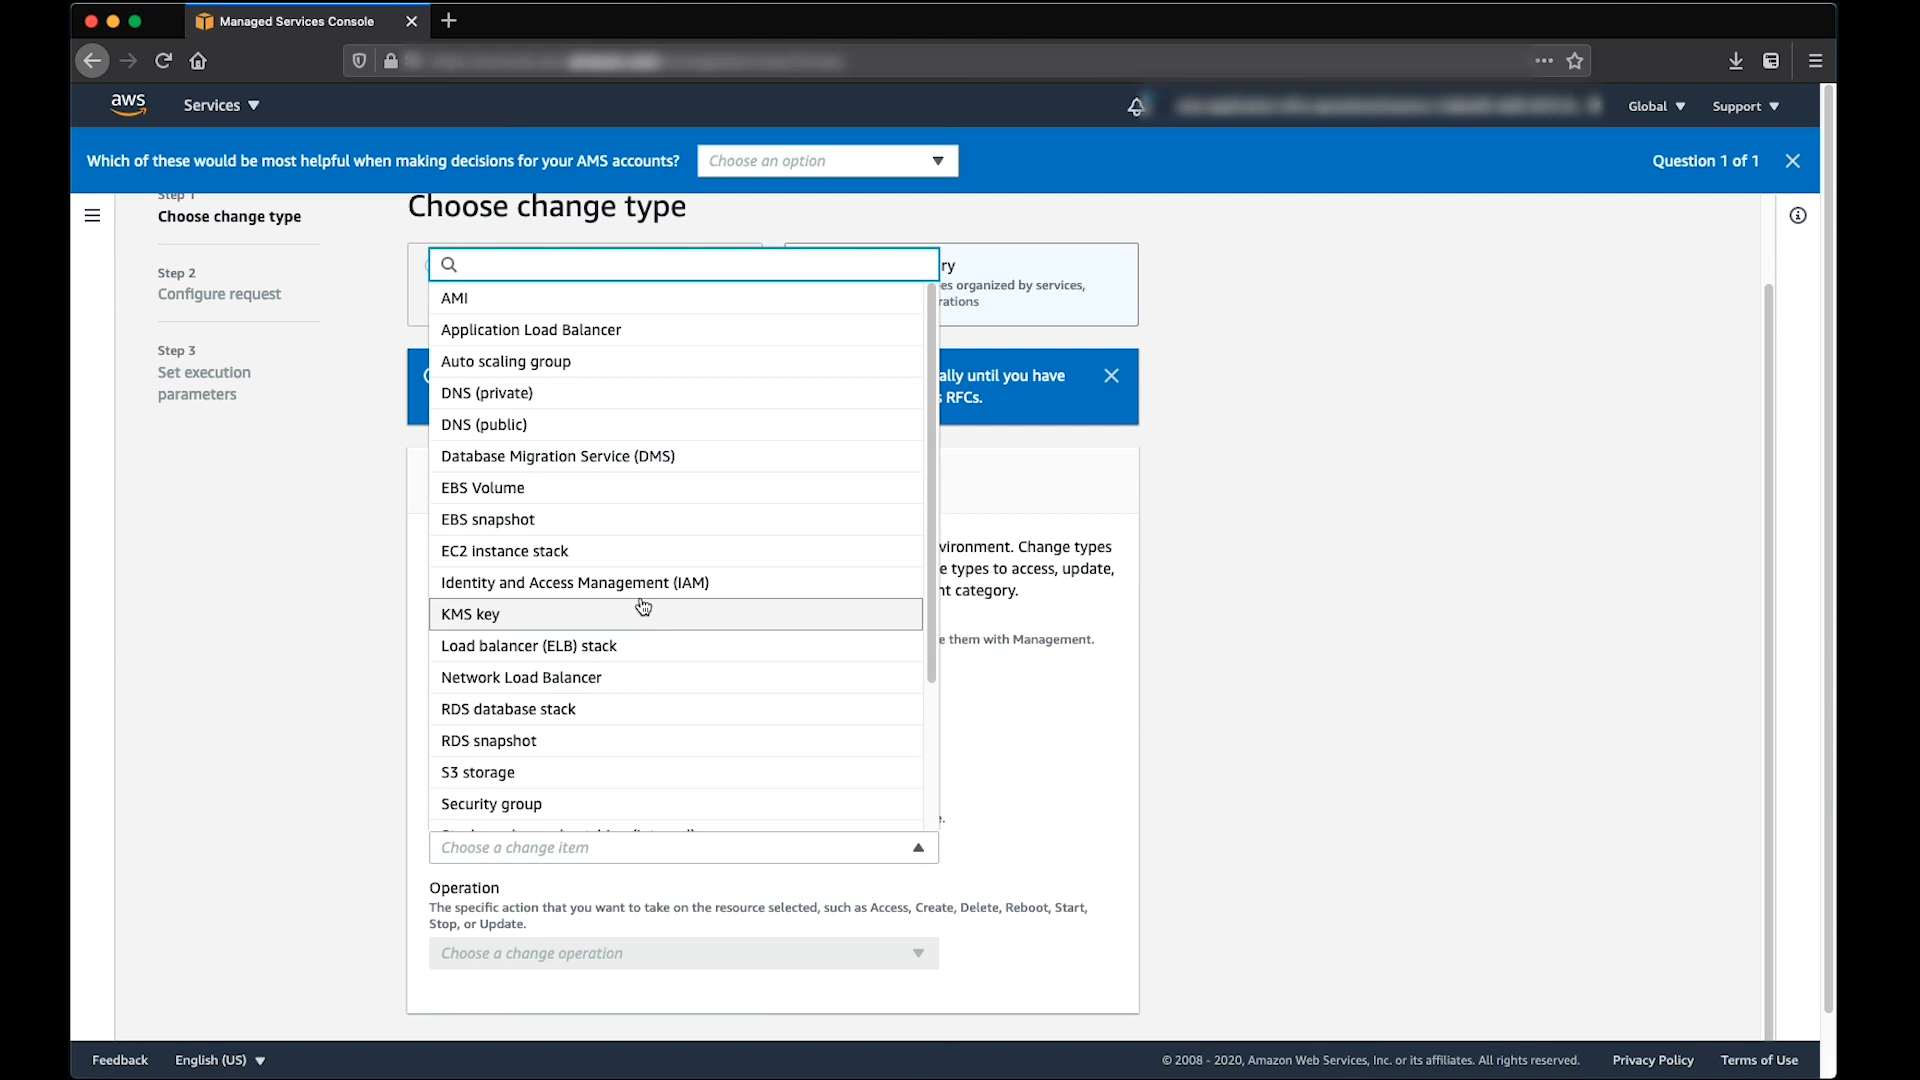 Managed Services Console
aws
Services
Global
Support
Which of these would be most helpful when making decisions for your AMS accounts?
Choose an option
Question 1 of 1
Step 1
Choose change type
Step 2
Configure request
Step 3
Set execution
parameters
Choose change type
ry
es organized by services,
rations
ally until you have
RFCs.
AMI
Application Load Balancer
Auto scaling group
DNS (private)
DNS (public)
Database Migration Service (DMS)
EBS Volume
EBS snapshot
EC2 instance stack
Identity and Access Management (IAM)
KMS key
Load balancer (ELB) stack
Network Load Balancer
RDS database stack
RDS snapshot
S3 storage
Security group
vironment. Change types
e types to access, update,
nt category.
e them with Management.
e.
Choose a change item
Operation
The specific action that you want to take on the resource selected, such as Access, Create, Delete, Reboot, Start,
Stop, or Update.
Choose a change operation
Feedback
English (US)
© 2008 - 2020, Amazon Web Services, Inc. or its affiliates. All rights reserved.
Privacy Policy
Terms of Use